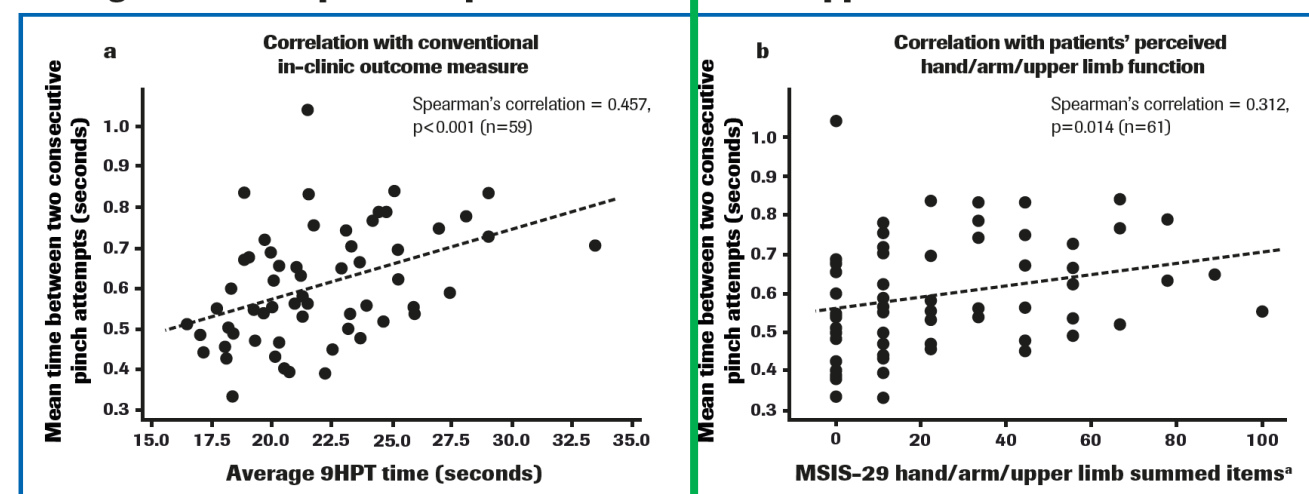 a
Correlation with conventional
in-clinic outcome measure
Spearman's correlation = 0.457,
p<0.001 (n=59)
Mean time between two consecutive
pinch attempts (seconds)
1.0
0.9
0.8
0.7
0.6
0.5
0.4
0.3
15.0 17.5 20.0 22.5 25.0 27.5 30.0 32.5 35.0
Average 9HPT time (seconds)
b
Correlation with patients' perceived
hand/arm/upper limb function
Spearman's correlation = 0.312,
p=0.014 (n=61)
Mean time between two consecutive
pinch attempts (seconds)
1.0
0.9
0.8
0.7
0.6
0.5
0.4
0.3
0 20 40 60 80 100
MSIS-29 hand/arm/upper limb summed itemsᵃ